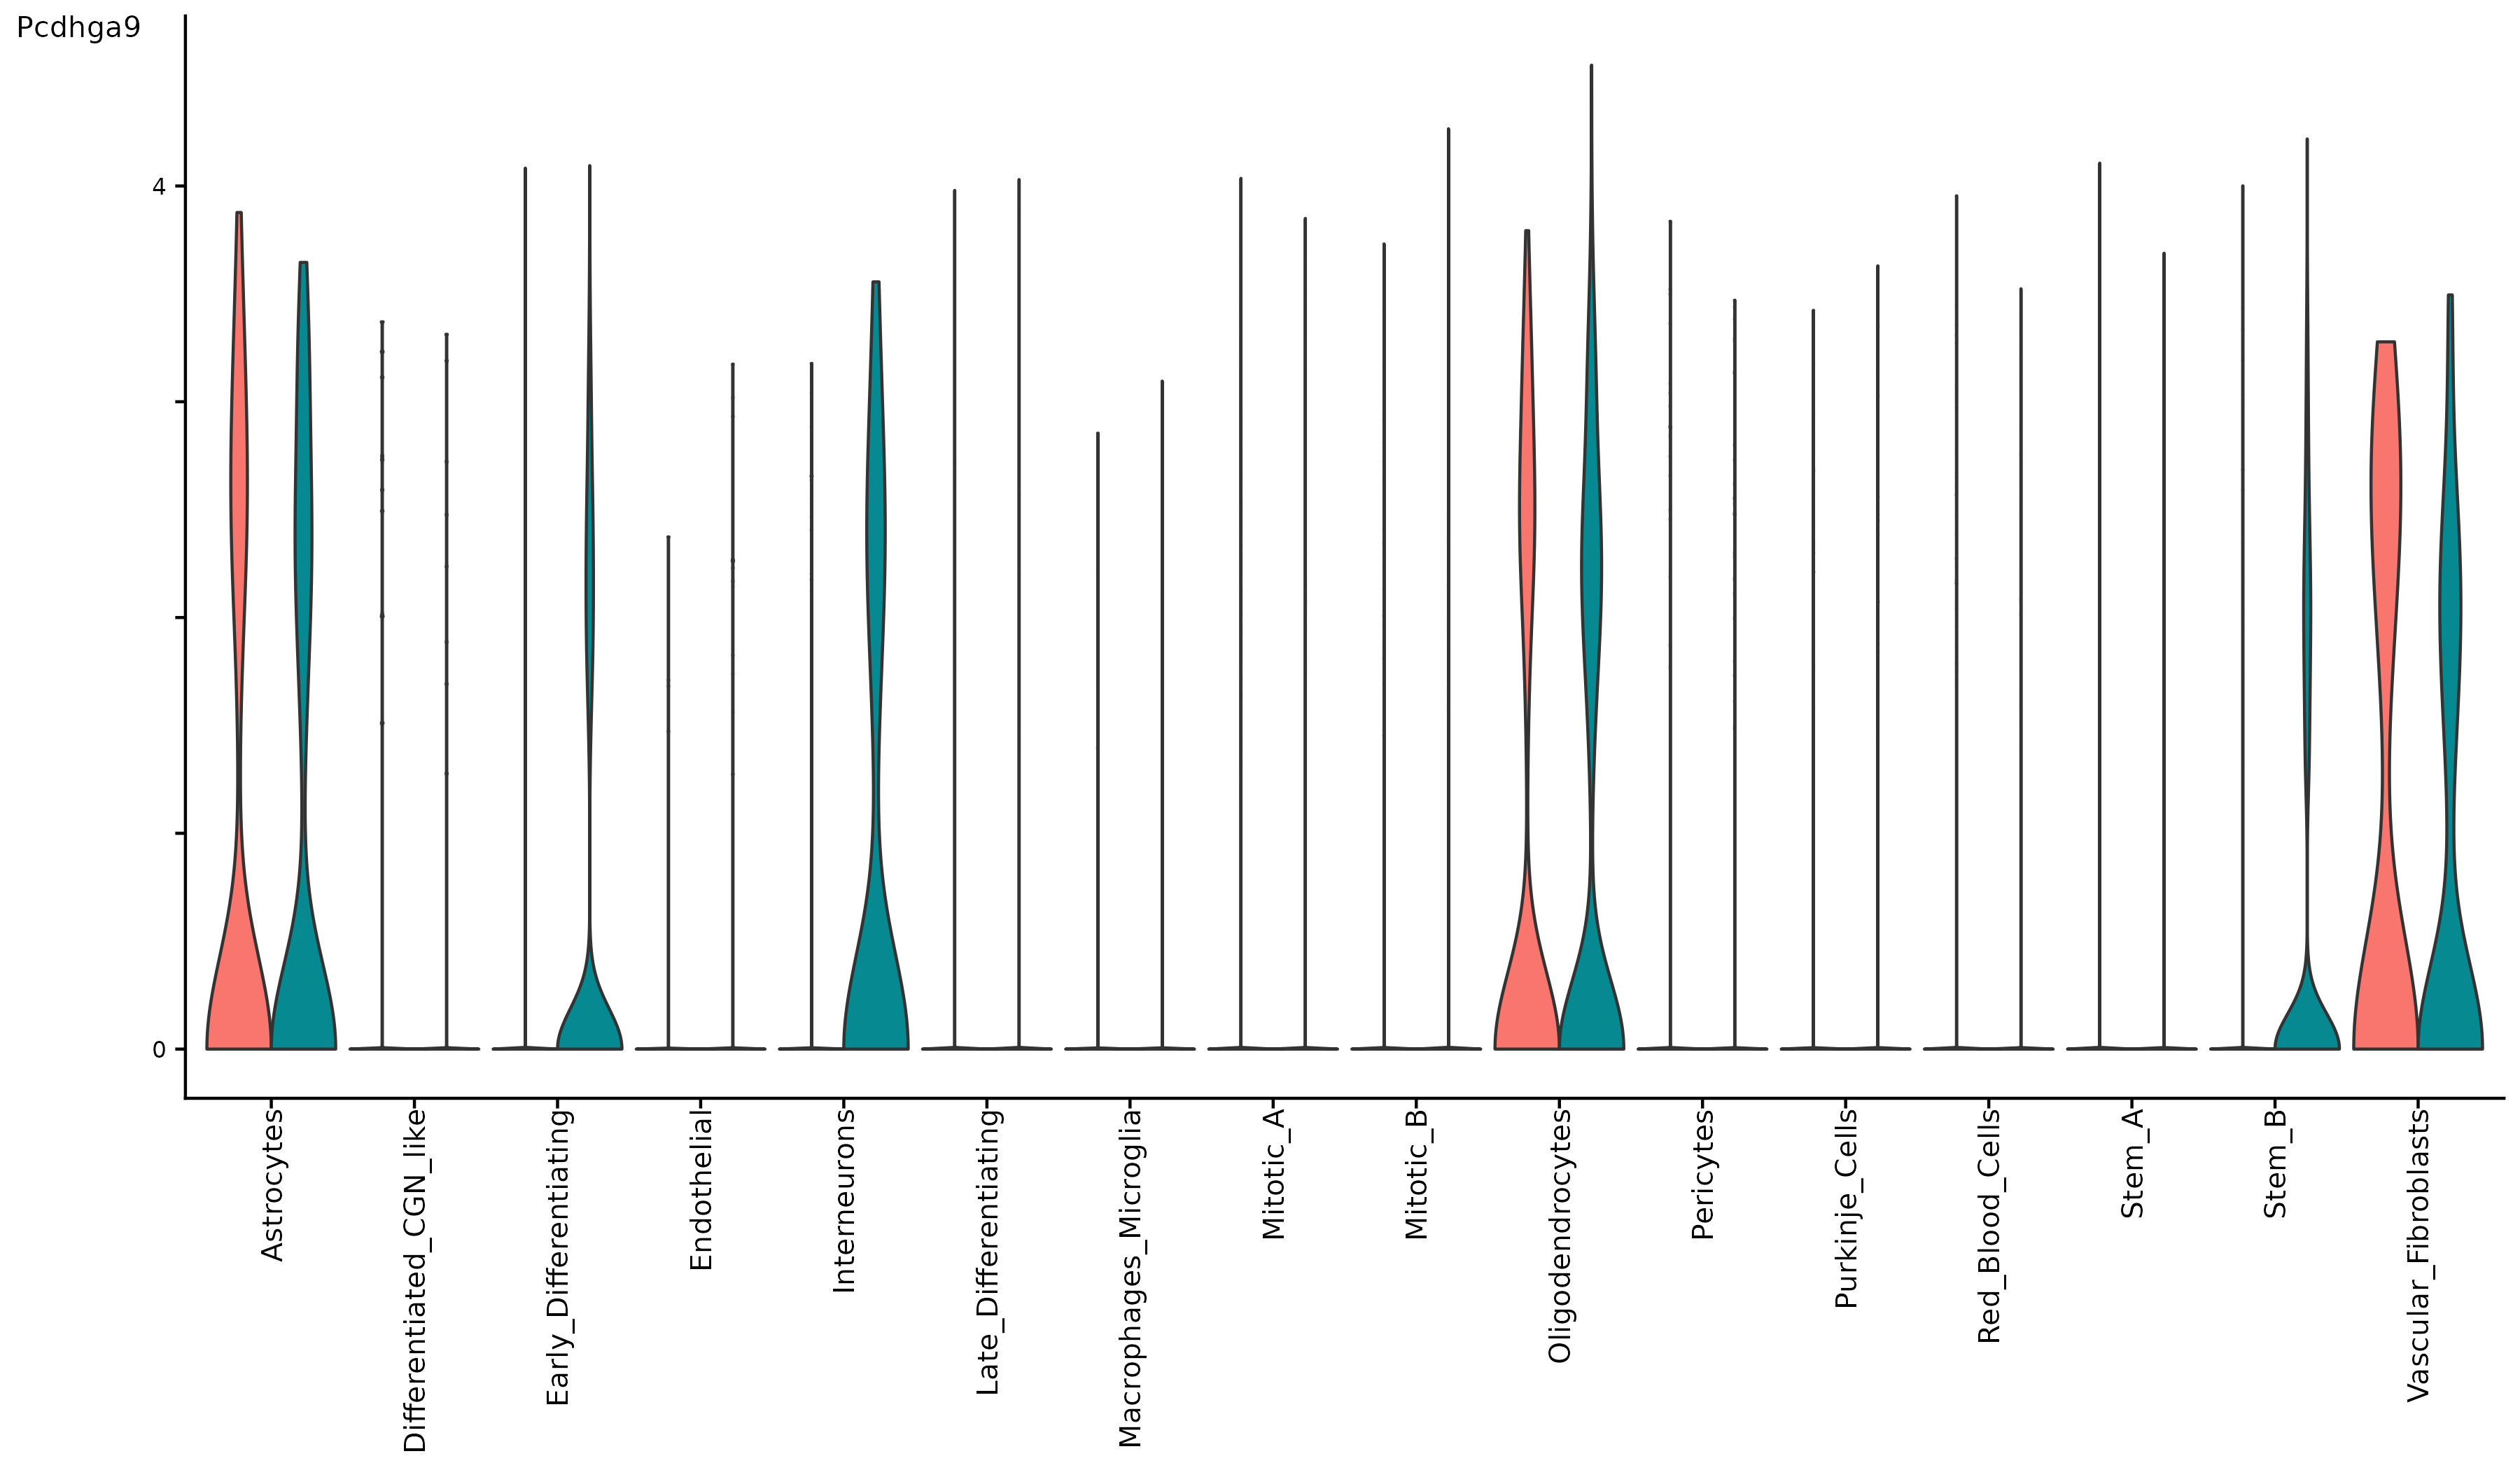 Pcdhga9
4
0
Astrocytes
Differentiated_CGN_like
Early_Differentiating
Endothelial
Interneurons
Late_Differentiating
Macrophages_Microglia
Mitotic_A
Mitotic_B
Oligodendrocytes
Pericytes
Purkinje_Cells
Red_Blood_Cells
Stem_A
Stem_B
Vascular_Fibroblasts